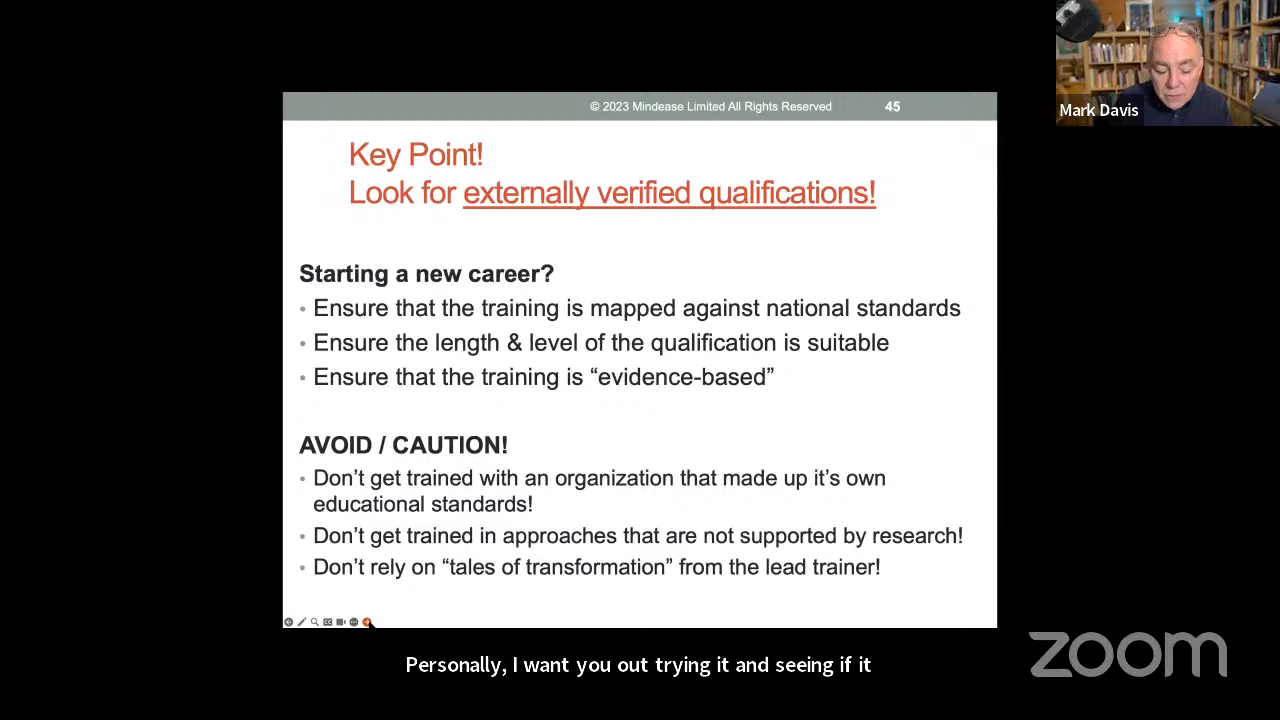 © 2023 Mindease Limited All Rights Reserved 45
Mark Davis
Key Point!
Look for externally verified qualifications!
Starting a new career?
• Ensure that the training is mapped against national standards
• Ensure the length & level of the qualification is suitable
• Ensure that the training is “evidence-based”
AVOID / CAUTION!
• Don’t get trained with an organization that made up it’s own
educational standards!
• Don’t get trained in approaches that are not supported by research!
• Don’t rely on “tales of transformation” from the lead trainer!
Personally, I want you out trying it and seeing if it
zoom